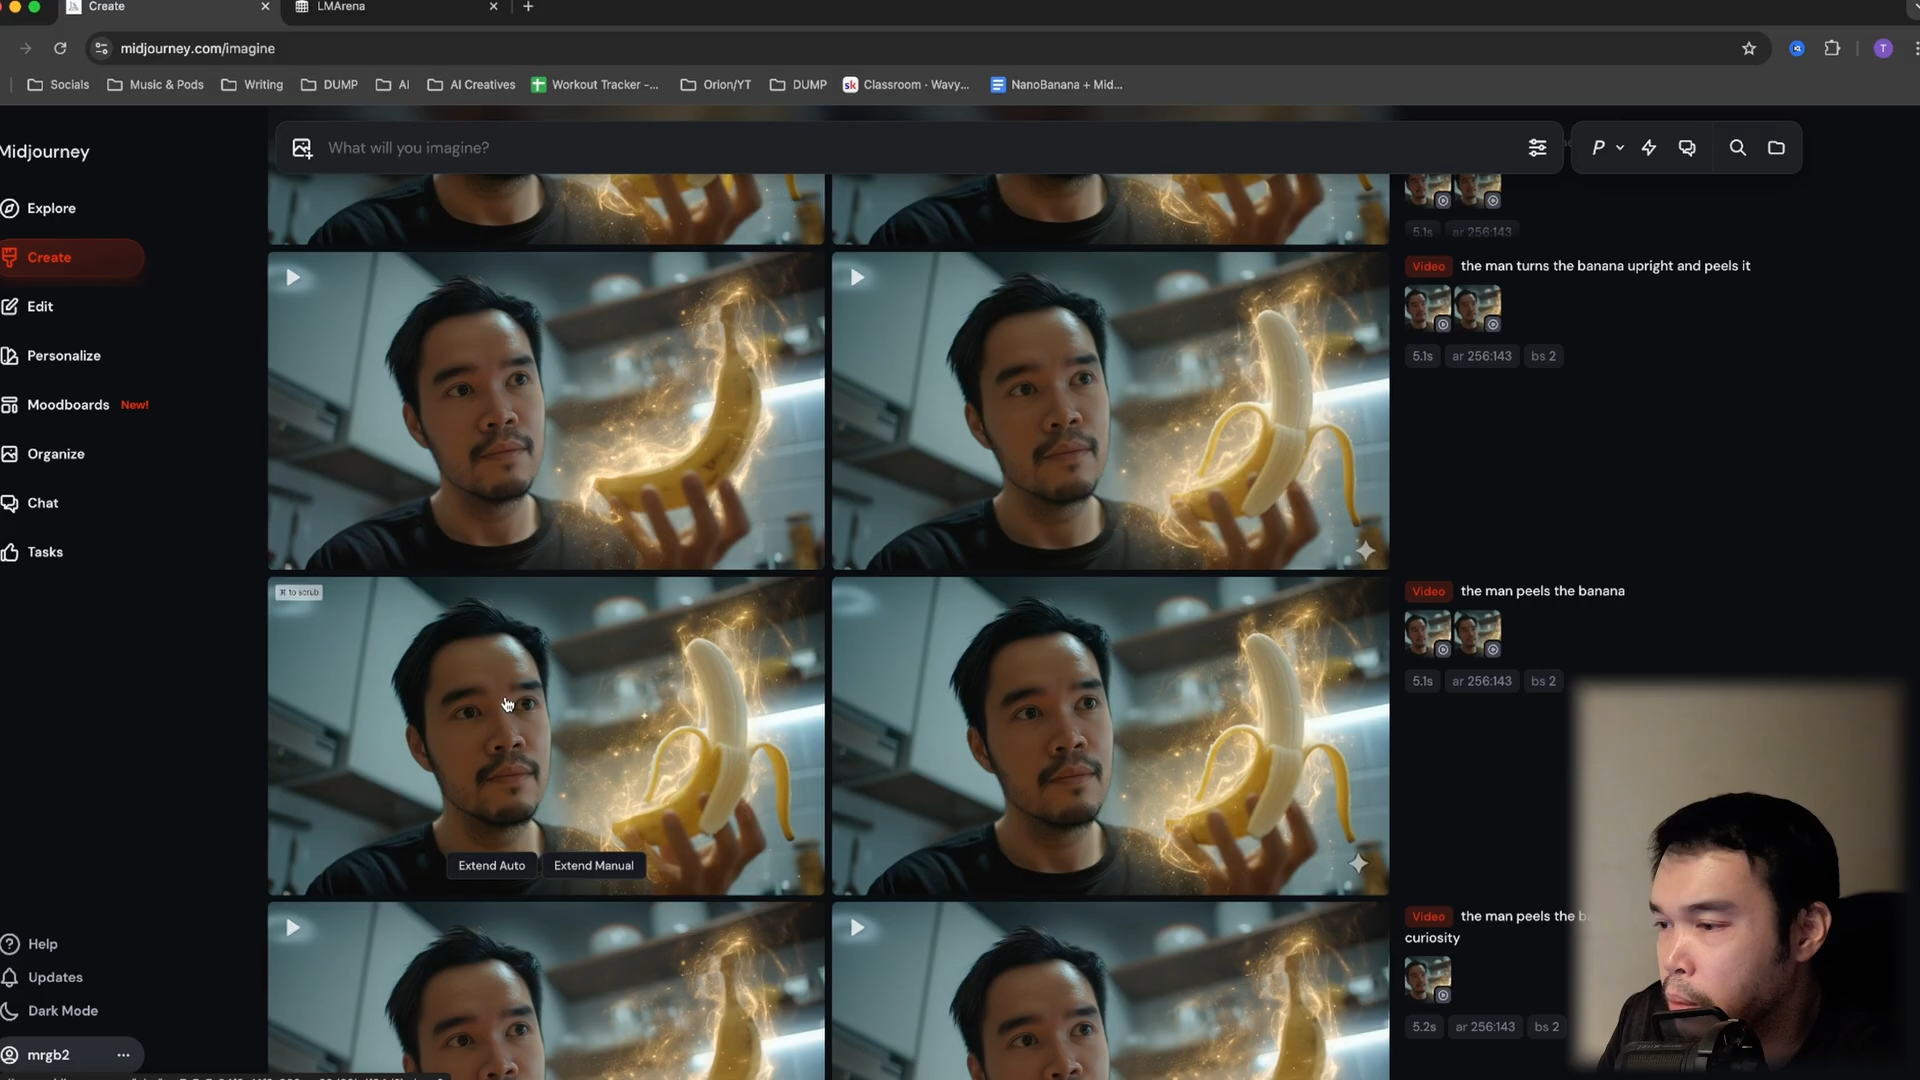 Create
LMArena
midjourney.com/imagine
T
Socials
Music & Pods
Writing
DUMP
AI
AI Creatives
Workout Tracker -...
Orion/YT
DUMP
sk
Classroom · Wavy...
NanoBanana + Mid...
Midjourney
What will you imagine?
P
Explore
Create
Edit
Personalize
Moodboards New!
Organize
Chat
Tasks
5.1s ar 256:143
Video the man turns the banana upright and peels it
5.1s ar 256:143 bs 2
⌘ to scrub
Video the man peels the banana
5.1s ar 256:143 bs 2
Extend Auto Extend Manual
Video the man peels the
curiosity
5.2s ar 256:143 bs 2
Help
Updates
Dark Mode
mrgb2